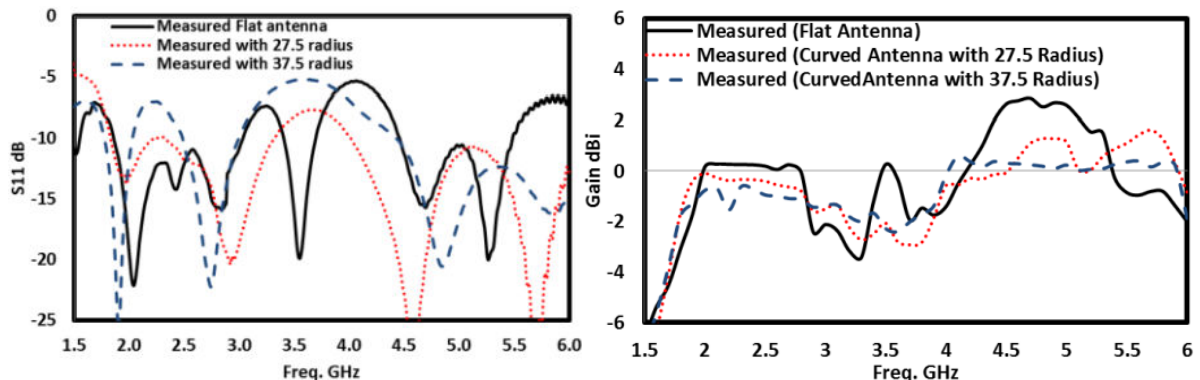 0
-5
-10
-15
-20
-25
S11 dB
Measured Flat antenna
Measured with 27.5 radius
Measured with 37.5 radius
1.5 2.0 2.5 3.0 3.5 4.0 4.5 5.0 5.5 6.0
Freq. GHz
6
4
2
0
-2
-4
-6
Gain dBi
Measured (Flat Antenna)
Measured (Curved Antenna with 27.5 Radius)
Measured (CurvedAntenna with 37.5 Radius)
1.5 2 2.5 3 3.5 4 4.5 5 5.5 6
Freq. GHz